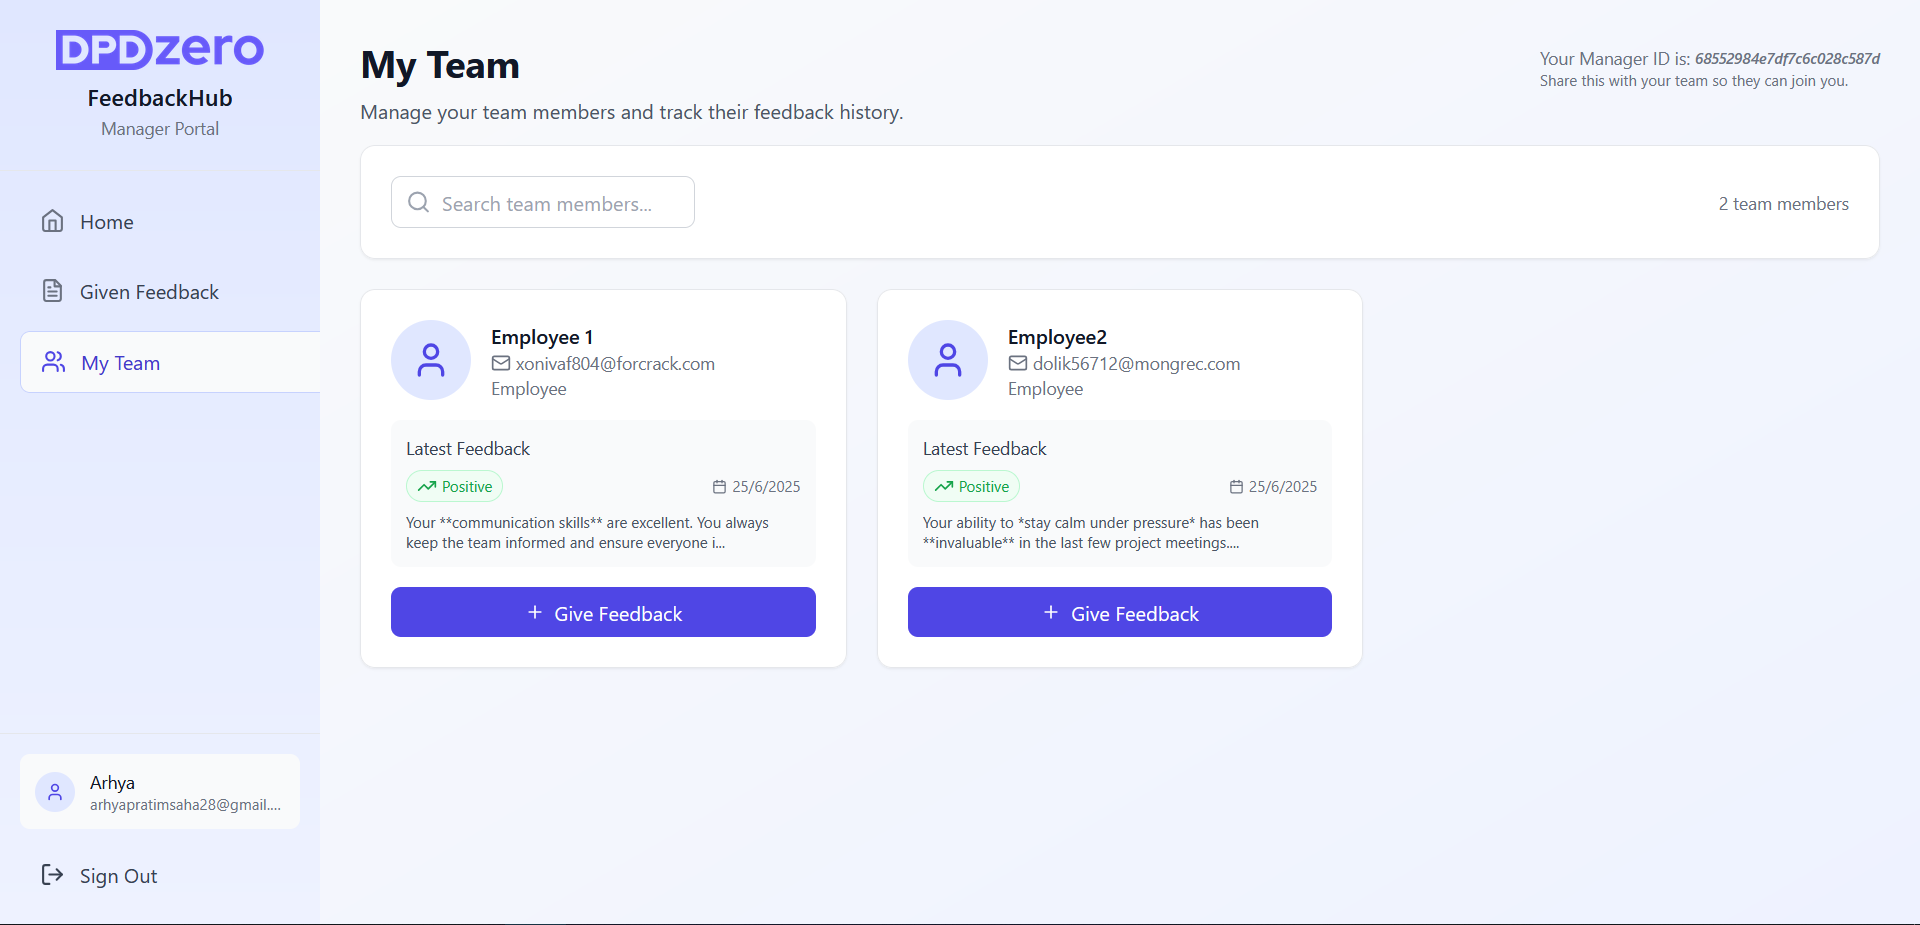 DPDzero
FeedbackHub
Manager Portal
Home
Given Feedback
My Team
Arhya
arhyapratimsaha28@gmail....
Sign Out
My Team
Manage your team members and track their feedback history.
Your Manager ID is: 68552984e7df7c6c028c587d
Share this with your team so they can join you.
Search team members...
2 team members
Employee 1
xonivaf804@forcrack.com
Employee
Latest Feedback
Positive
25/6/2025
Your **communication skills** are excellent. You always
keep the team informed and ensure everyone i...
+ Give Feedback
Employee2
dolik56712@mongrec.com
Employee
Latest Feedback
Positive
25/6/2025
Your ability to *stay calm under pressure* has been
**invaluable** in the last few project meetings....
+ Give Feedback